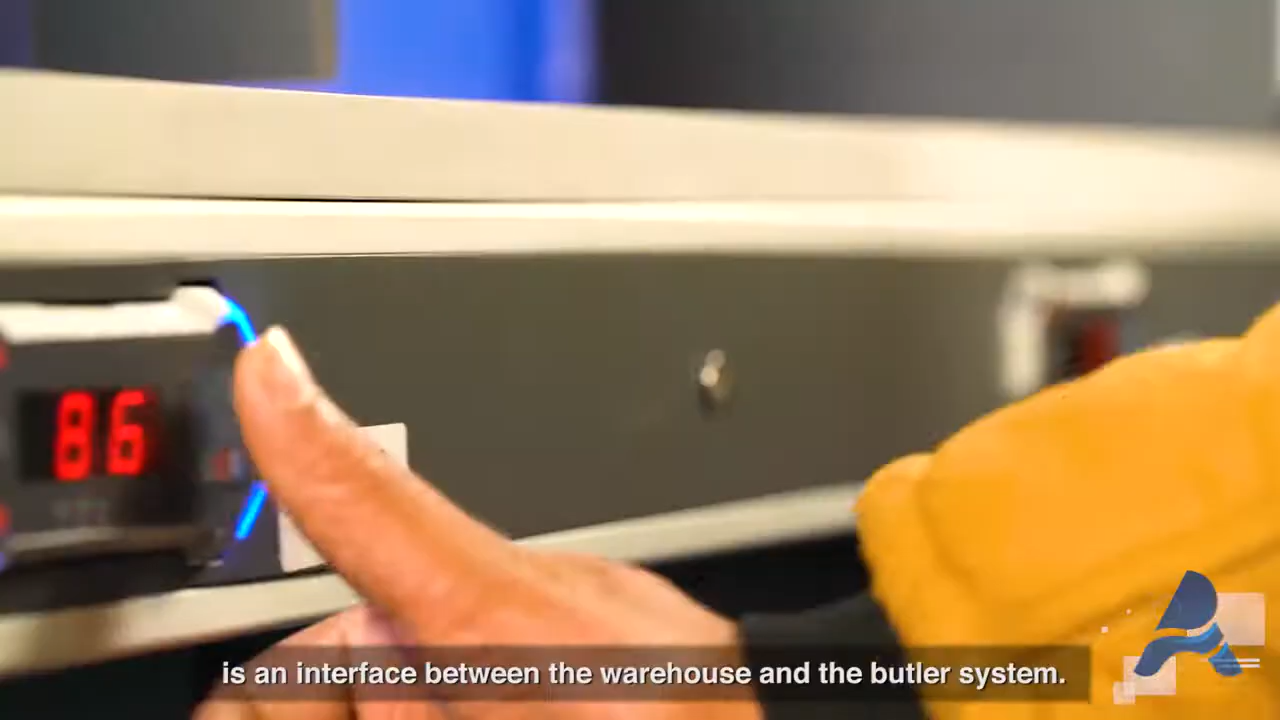 86
is an interface between the warehouse and the butler system.